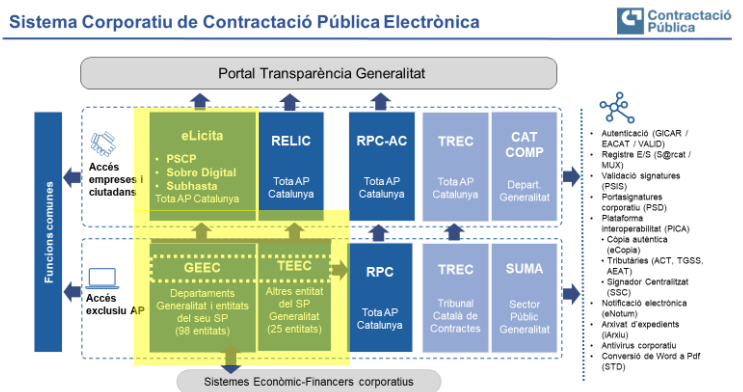 Sistema Corporatiu de Contractació Pública Electrònica
Contractació
Pública
Portal Transparència Generalitat
Funcions comunes
Accés
empreses i
ciutadans
eLicita
• PSCP
• Sobre Digital
• Subhasta
Tota AP Catalunya
RELIC
Tota AP
Catalunya
RPC-AC
Tota AP
Catalunya
TREC
Tota AP
Catalunya
CAT
COMP
Depart.
Generalitat
Accés
exclusiu AP
GEEC
Departaments
Generalitat i entitats
del seu SP
(98 entitats)
TEEC
Altres entitat
del SP
Generalitat
(25 entitats)
RPC
Tota AP
Catalunya
TREC
Tribunal
Català de
Contractes
SUMA
Sector
Públic
Generalitat
Sistemes Econòmic-Financers corporatius
• Autenticació (GICAR /
EACAT / VALID)
• Registre E/S (S@rcat /
MUX)
• Validació signatures
(PSIS)
• Portasignatures
corporatiu (PSD)
• Plataforma
interoperabilitat (PICA)
• Còpia autèntica
(eCopia)
• Tributàries (ACT, TGSS,
AEAT)
• Signador Centralitzat
(SSC)
• Notificació electrònica
(eNotum)
• Arxivat d'expedients
(iArxiu)
• Antivirus corporatiu
• Conversió de Word a Pdf
(STD)